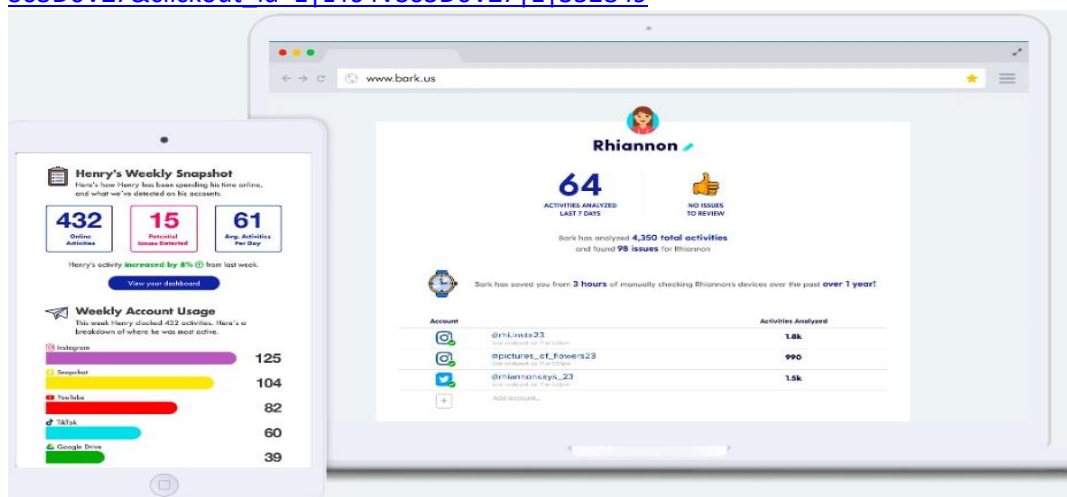 www.bark.us
Henry's Weekly Snapshot
Here's how Henry has been spending his time online,
and what we've detected on his accounts.
432
Online
Activities
15
Potential
Issues Detected
61
Avg. Activities
Per Day
Henry's activity increased by 8% from last week.
View your dashboard
Weekly Account Usage
This week Henry clocked 432 activities. Here's a
breakdown of where he was most active.
Instagram
125
Snapchat
104
YouTube
82
TikTok
60
Google Drive
39
Rhiannon
64
ACTIVITIES ANALYZED
LAST 7 DAYS
NO ISSUES
TO REVIEW
Bark has analyzed 4,350 total activities
and found 98 issues for Rhiannon
Bark has saved you from 3 hours of manually checking Rhiannon's devices over the past over 1 year!
Account
Activities Analyzed
@rhi.insta23
1.8k
@pictures_of_flowers23
990
@rhiannonsays_23
1.5k
Add account...